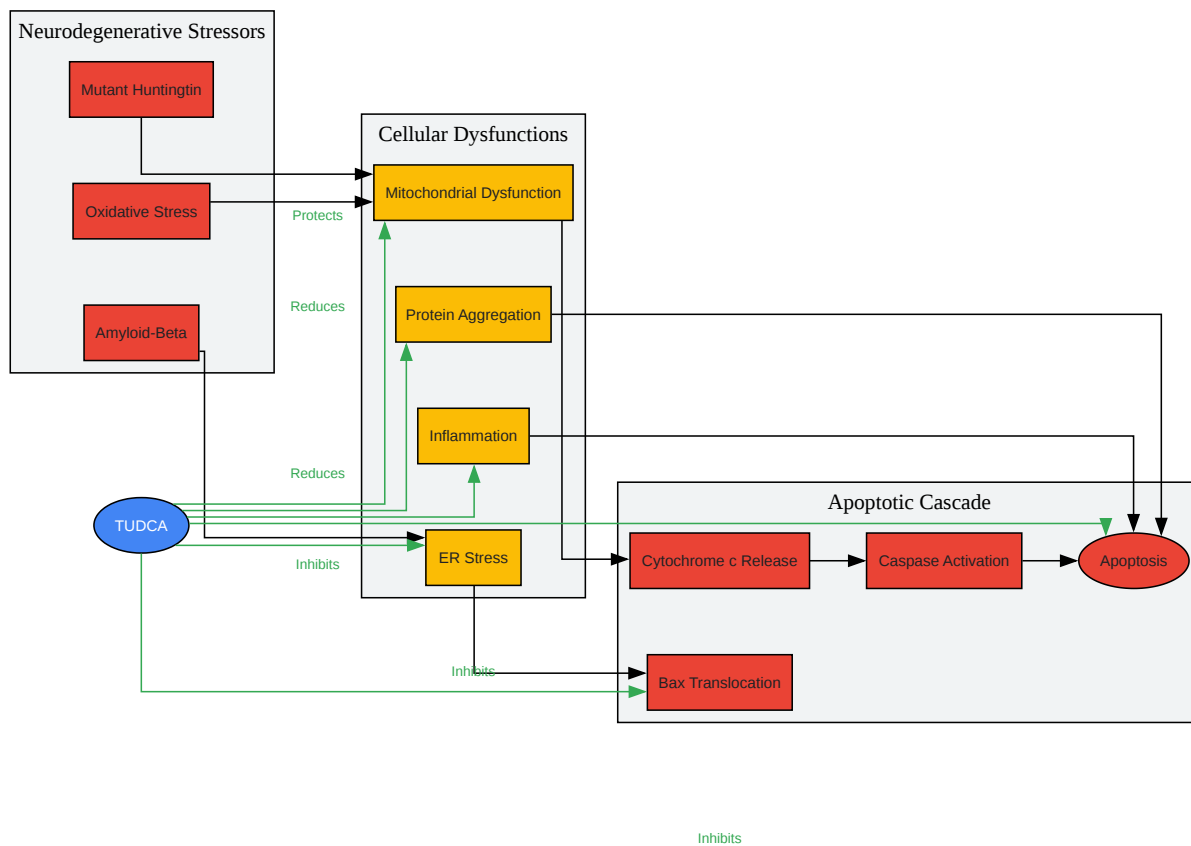 Neurodegenerative Stressors
Mutant Huntingtin
Oxidative Stress
Amyloid-Beta
TUDCA
Protects
Reduces
Reduces
Inhibits
Inhibits
Inhibits
Cellular Dysfunctions
Mitochondrial Dysfunction
Protein Aggregation
Inflammation
ER Stress
Apoptotic Cascade
Cytochrome c Release
Caspase Activation
Apoptosis
Bax Translocation